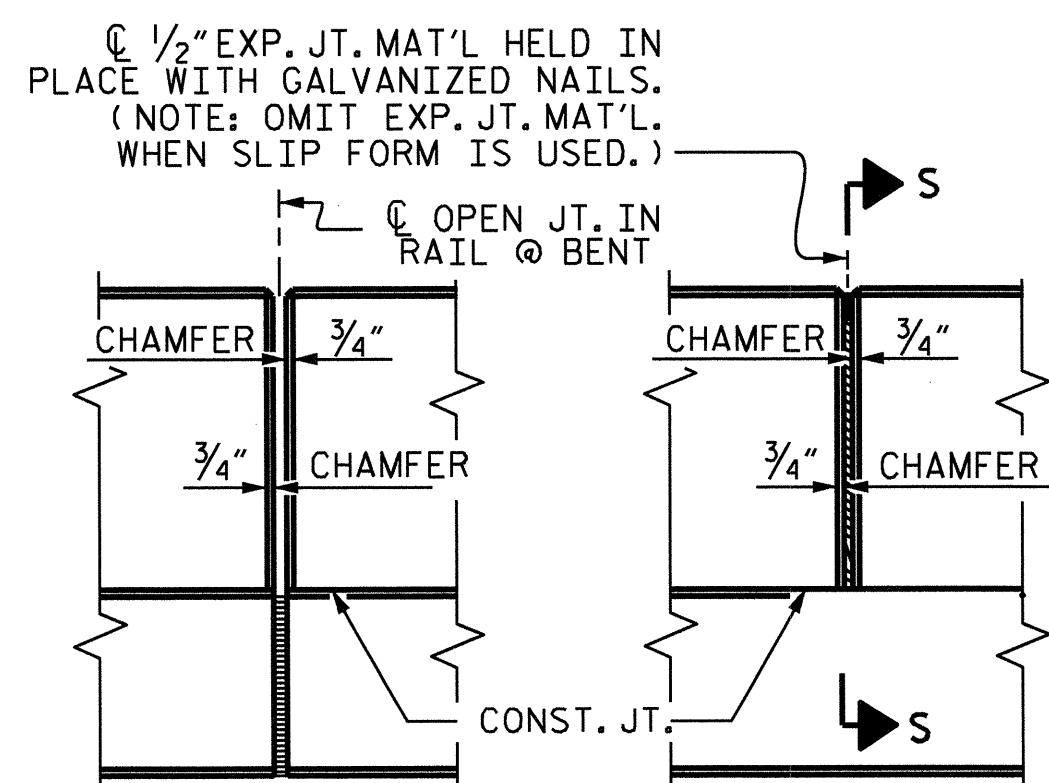 ℄ 1/2" EXP. JT. MAT'L HELD IN
PLACE WITH GALVANIZED NAILS.
(NOTE: OMIT EXP. JT. MAT'L.
WHEN SLIP FORM IS USED.)
S
℄ OPEN JT. IN
RAIL @ BENT
CHAMFER 3/4"
CHAMFER 3/4"
3/4" CHAMFER
3/4" CHAMFER
CONST. JT.
S